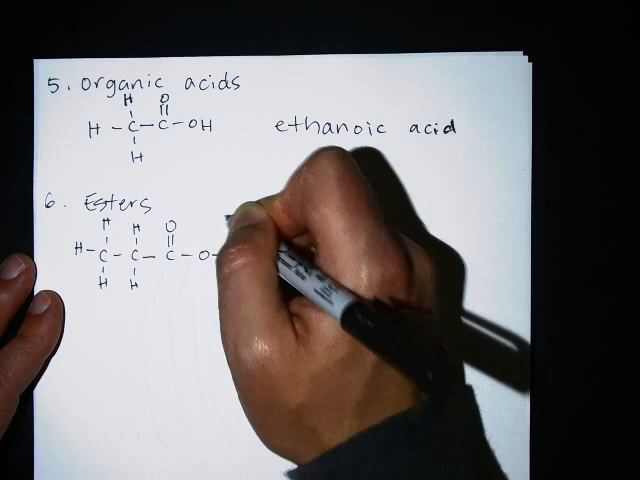 5. Organic acids
H O
H - C - C - OH ethanoic acid
H
6. Esters
H H O
H - C - C - C - O -
H H